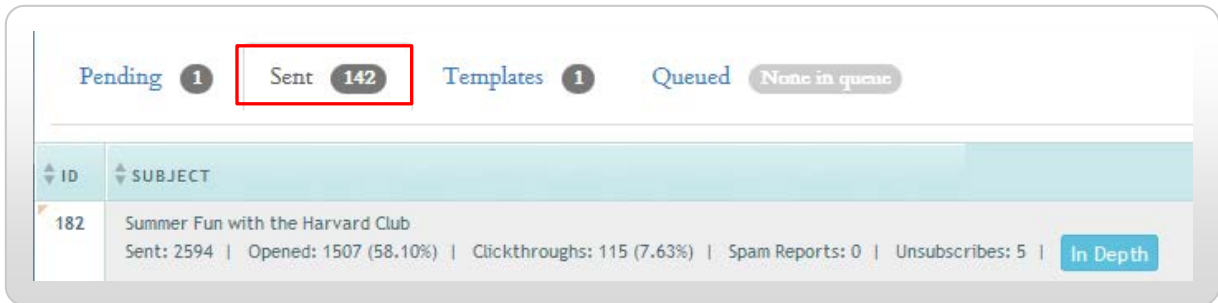 Pending 1 Sent 142 Templates 1 Queued None in queue
ID SUBJECT
182 Summer Fun with the Harvard Club
Sent: 2594 | Opened: 1507 (58.10%) | Clickthroughs: 115 (7.63%) | Spam Reports: 0 | Unsubscribes: 5 | In Depth